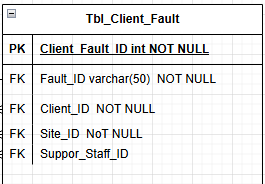 Tbl_Client_Fault
PK Client_Fault_ID int NOT NULL
FK Fault_ID varchar(50) NOT NULL
FK Client_ID NOT NULL
FK Site_ID NoT NULL
FK Suppor_Staff_ID